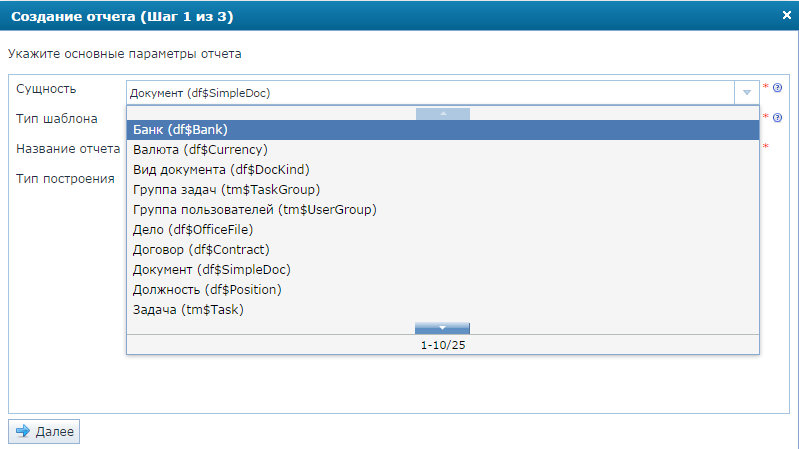 Создание отчета (Шаг 1 из 3)
Укажите основные параметры отчета
Сущность
Документ (df$SimpleDoc)
*
Тип шаблона
*
Название отчета
*
Тип построения
Банк (df$Bank)
Валюта (df$Currency)
Вид документа (df$DocKind)
Группа задач (tm$TaskGroup)
Группа пользователей (tm$UserGroup)
Дело (df$OfficeFile)
Договор (df$Contract)
Документ (df$SimpleDoc)
Должность (df$Position)
Задача (tm$Task)
1-10/25
Далее